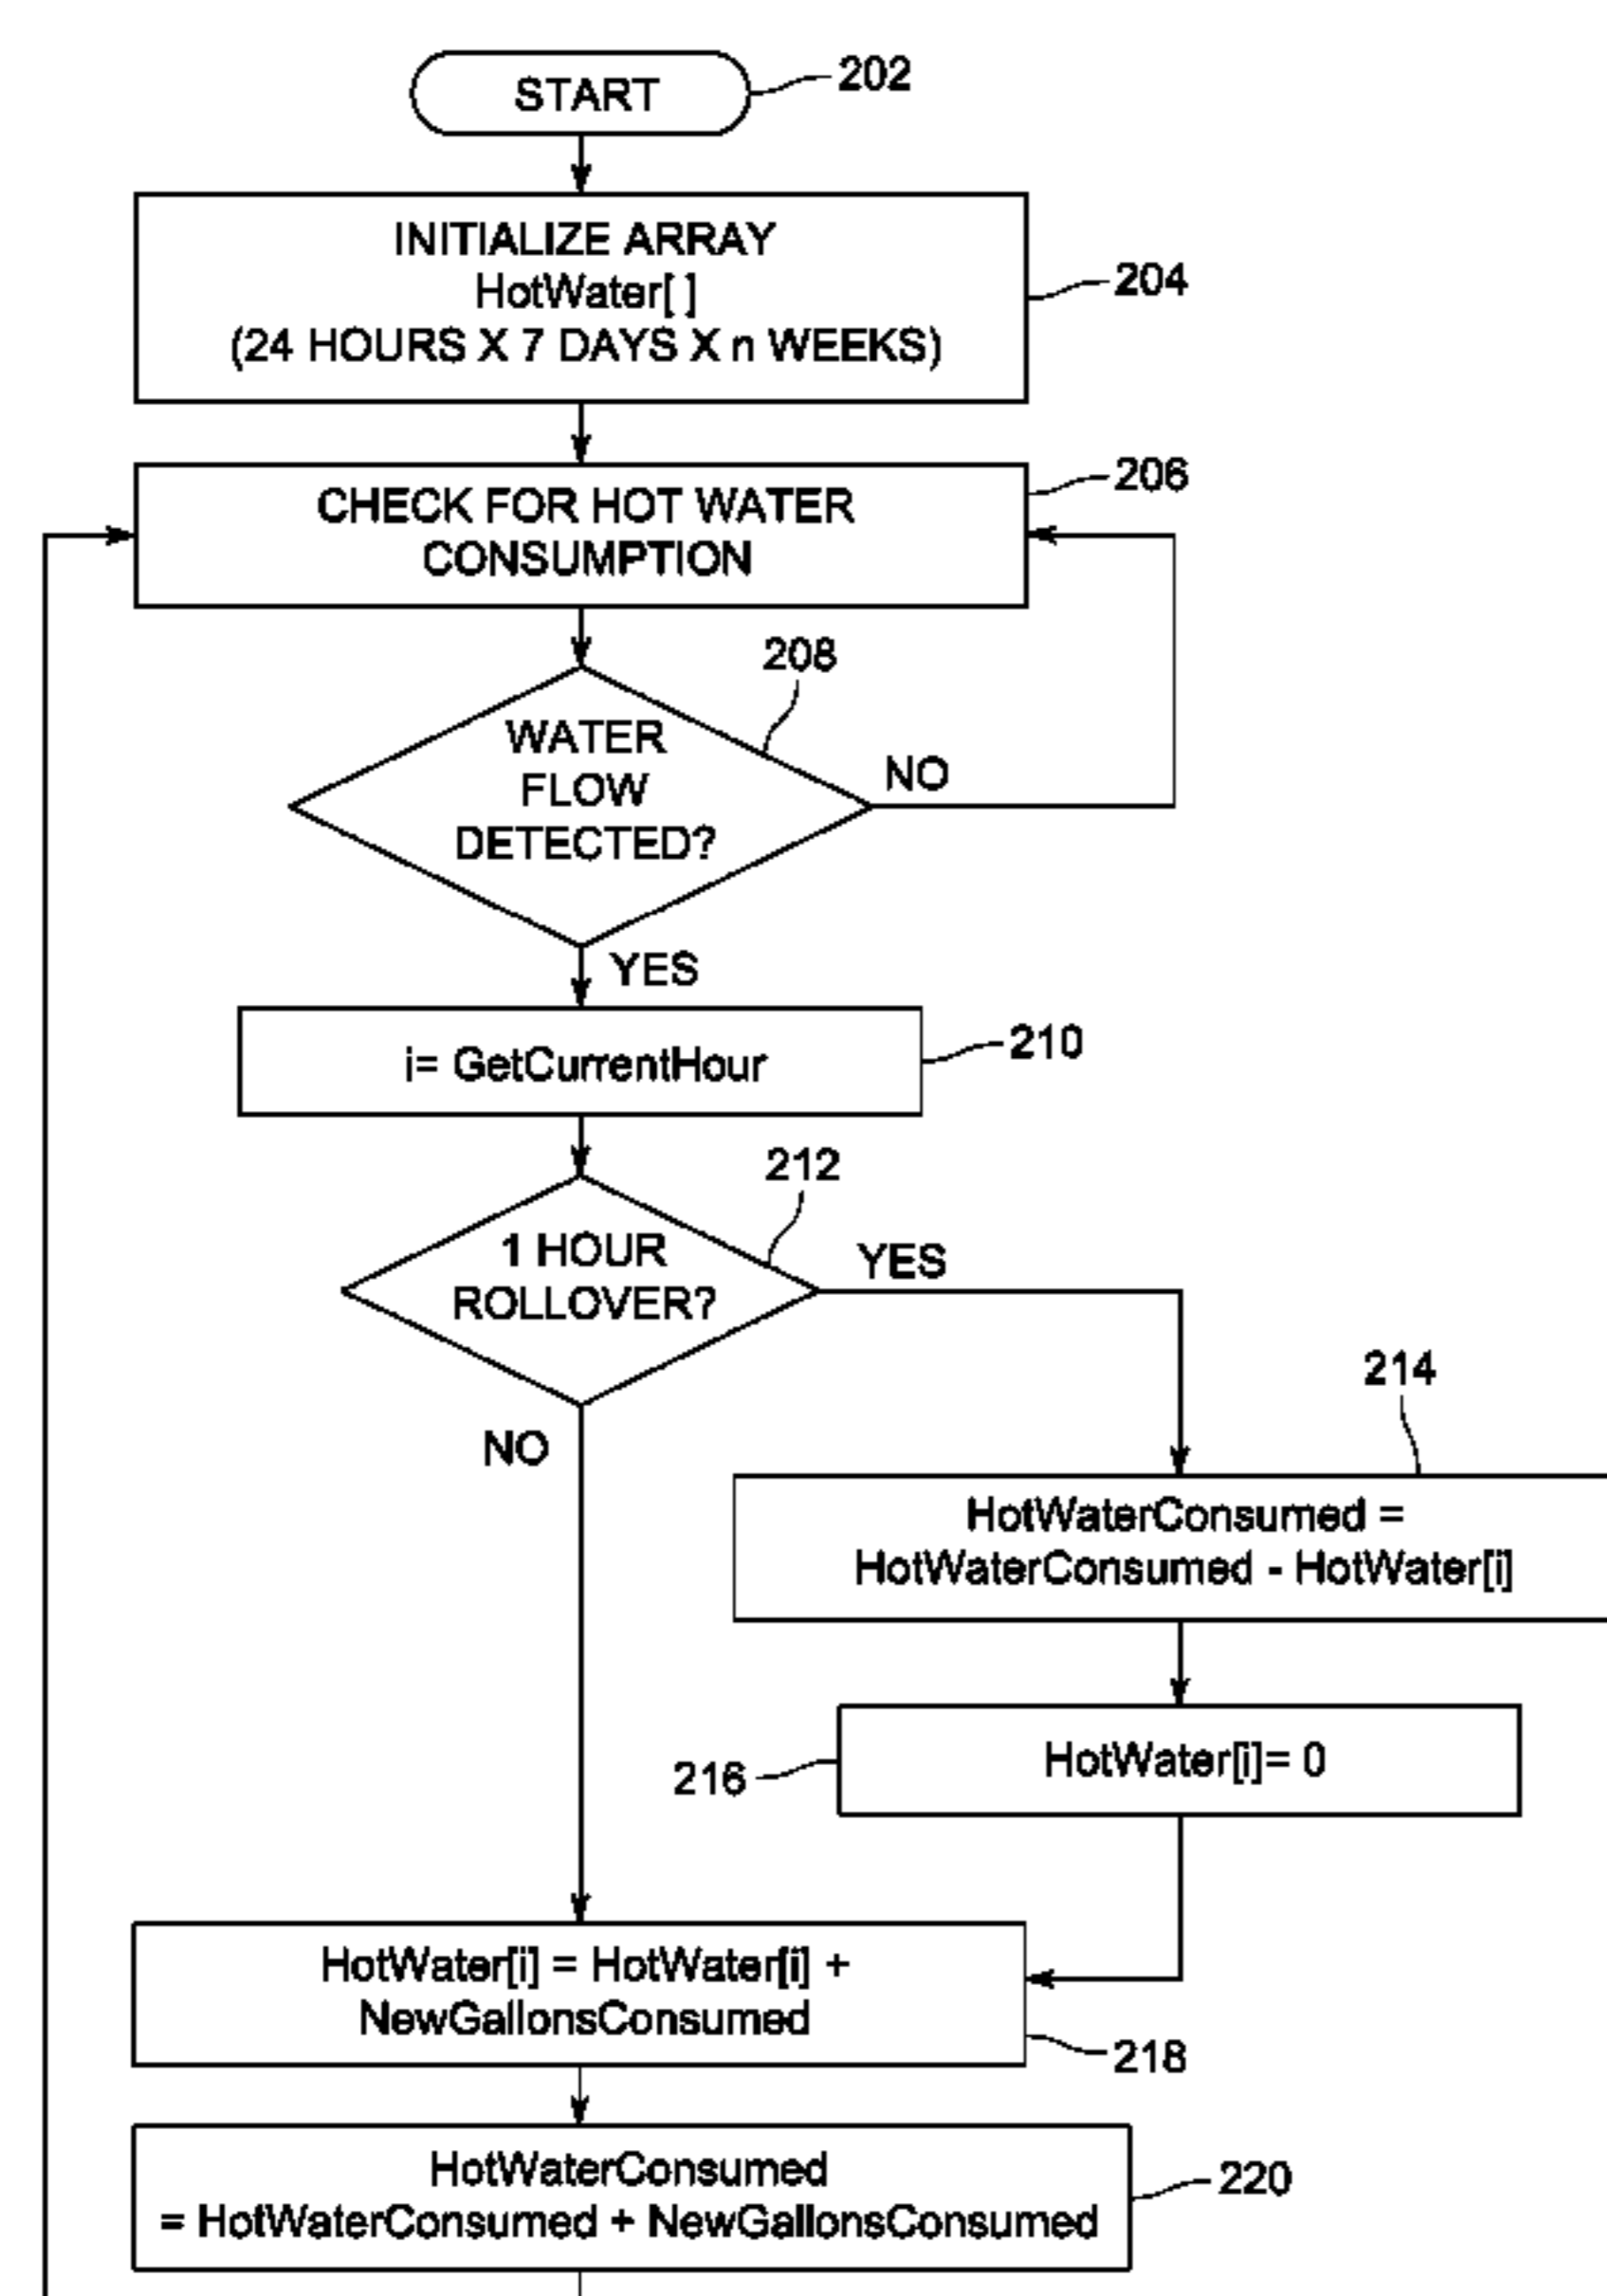 START
202
INITIALIZE ARRAY
HotWater[ ]
(24 HOURS X 7 DAYS X n WEEKS)
204
CHECK FOR HOT WATER
CONSUMPTION
206
WATER
FLOW
DETECTED?
208
NO
YES
i= GetCurrentHour
210
1 HOUR
ROLLOVER?
212
YES
NO
214
HotWaterConsumed =
HotWaterConsumed - HotWater[i]
HotWater[i]= 0
216
HotWater[i] = HotWater[i] +
NewGallonsConsumed
218
HotWaterConsumed
= HotWaterConsumed + NewGallonsConsumed
220